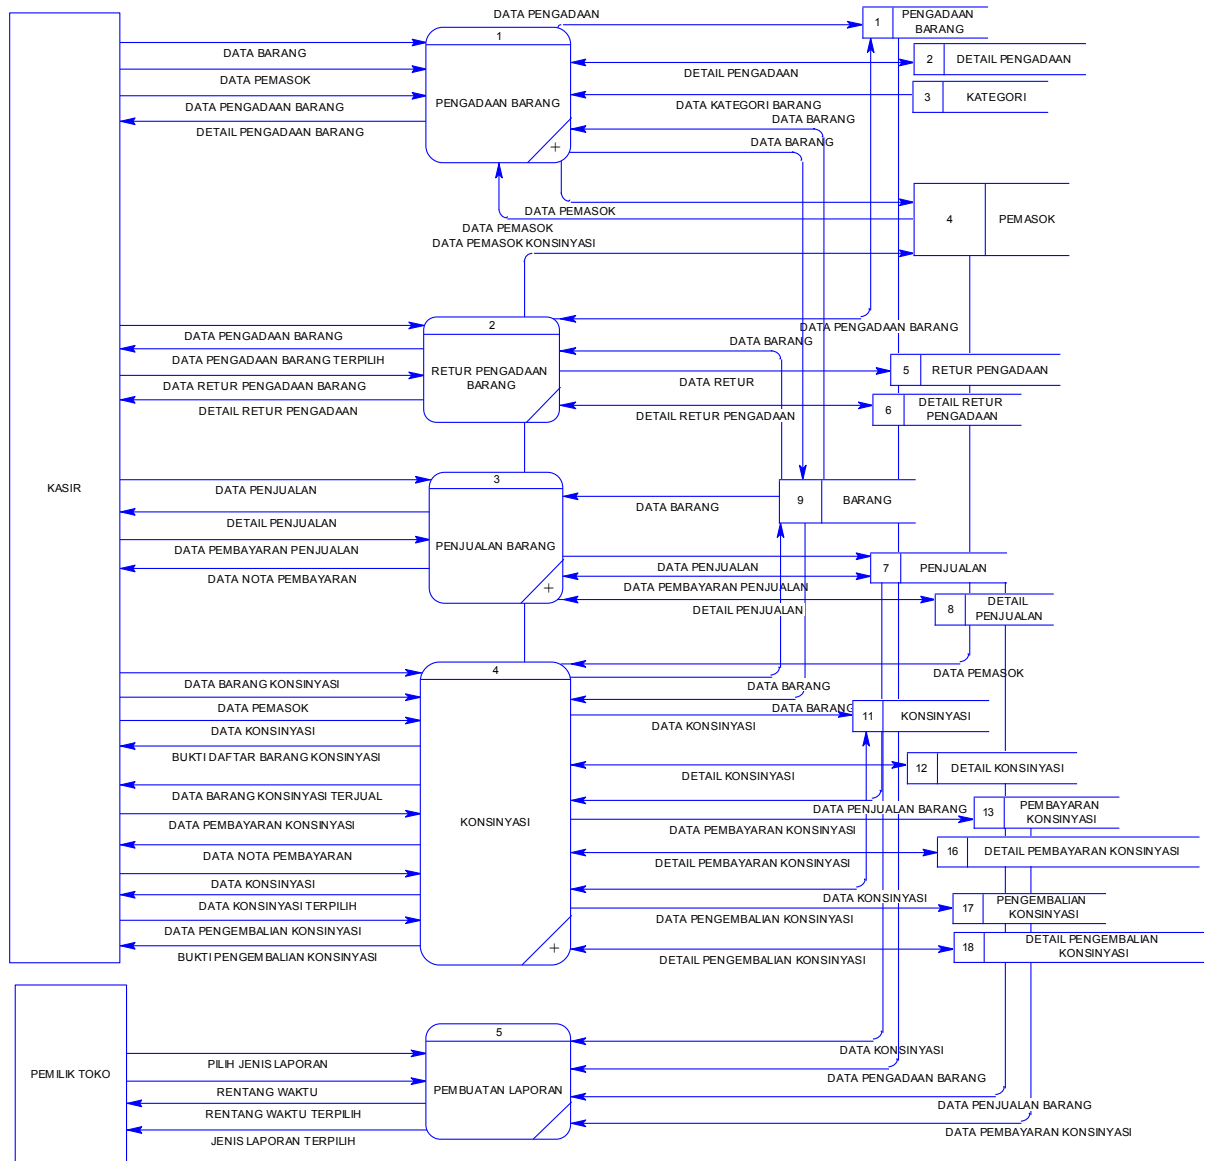 DATA PENGADAAN
1
PENGADAAN
BARANG
1
DATA BARANG
DATA PEMASOK
DATA PENGADAAN BARANG
DETAIL PENGADAAN BARANG
PENGADAAN BARANG
+
DETAIL PENGADAAN
2
DETAIL PENGADAAN
DATA KATEGORI BARANG
3
KATEGORI
DATA BARANG
DATA BARANG
DATA PEMASOK
DATA PEMASOK
DATA PEMASOK KONSINYASI
4
PEMASOK
DATA PENGADAAN BARANG
DATA PENGADAAN BARANG TERPILIH
DATA RETUR PENGADAAN BARANG
DETAIL RETUR PENGADAAN
2
RETUR PENGADAAN
BARANG
DATA PENGADAAN BARANG
DATA BARANG
DATA RETUR
5
RETUR PENGADAAN
DETAIL RETUR PENGADAAN
6
DETAIL RETUR
PENGADAAN
KASIR
DATA PENJUALAN
DETAIL PENJUALAN
DATA PEMBAYARAN PENJUALAN
DATA NOTA PEMBAYARAN
3
PENJUALAN BARANG
+
DATA BARANG
9
BARANG
DATA PENJUALAN
7
PENJUALAN
DATA PEMBAYARAN PENJUALAN
DETAIL PENJUALAN
8
DETAIL
PENJUALAN
DATA BARANG KONSINYASI
DATA PEMASOK
DATA KONSINYASI
BUKTI DAFTAR BARANG KONSINYASI
DATA BARANG KONSINYASI TERJUAL
DATA PEMBAYARAN KONSINYASI
DATA NOTA PEMBAYARAN
DATA KONSINYASI
DATA KONSINYASI TERPILIH
DATA PENGEMBALIAN KONSINYASI
BUKTI PENGEMBALIAN KONSINYASI
4
KONSINYASI
+
DATA PEMASOK
DATA BARANG
DATA BARANG
DATA KONSINYASI
11
KONSINYASI
DETAIL KONSINYASI
12
DETAIL KONSINYASI
DATA PENJUALAN BARANG
DATA PEMBAYARAN KONSINYASI
13
PEMBAYARAN
KONSINYASI
DETAIL PEMBAYARAN KONSINYASI
16
DETAIL PEMBAYARAN KONSINYASI
DATA KONSINYASI
DATA PENGEMBALIAN KONSINYASI
17
PENGEMBALIAN
KONSINYASI
DETAIL PENGEMBALIAN KONSINYASI
18
DETAIL PENGEMBALIAN
KONSINYASI
PEMILIK TOKO
PILIH JENIS LAPORAN
RENTANG WAKTU
RENTANG WAKTU TERPILIH
JENIS LAPORAN TERPILIH
5
PEMBUATAN LAPORAN
DATA KONSINYASI
DATA PENGADAAN BARANG
DATA PENJUALAN BARANG
DATA PEMBAYARAN KONSINYASI